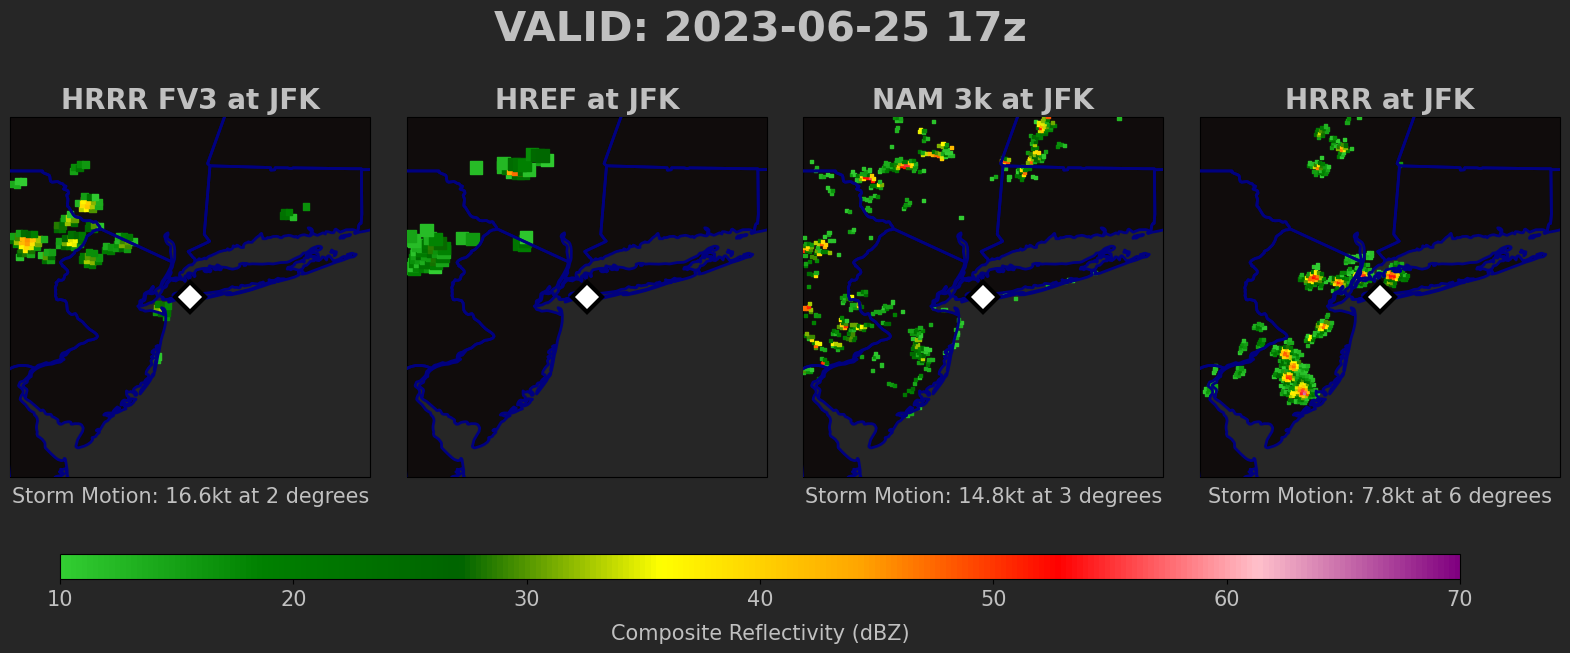 VALID: 2023-06-25 17z
HRRR FV3 at JFK
HREF at JFK
NAM 3k at JFK
HRRR at JFK
Storm Motion: 16.6kt at 2 degrees
Storm Motion: 14.8kt at 3 degrees
Storm Motion: 7.8kt at 6 degrees
10 20 30 40 50 60 70
Composite Reflectivity (dBZ)